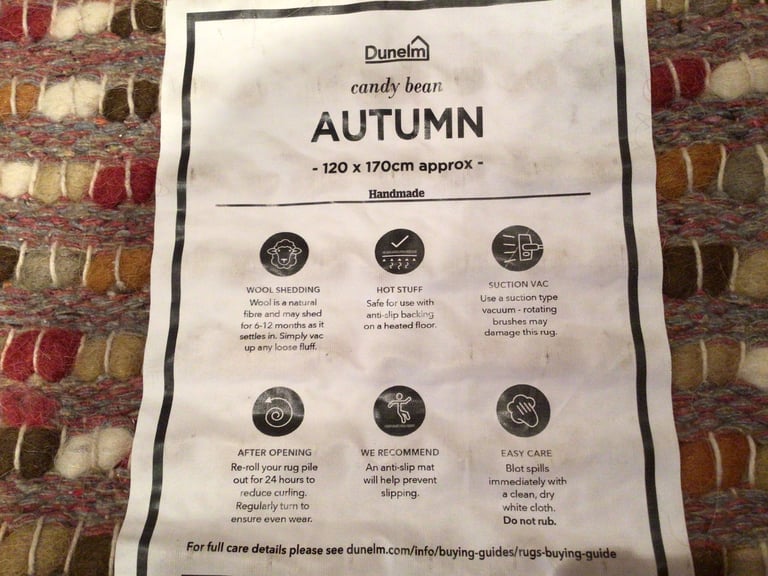 Dunelm
candy bean
AUTUMN
- 120 x 170cm approx -
Handmade
WOOL SHEDDING
Wool is a natural
fibre and may shed
for 6-12 months as it
settles in. Simply vac
up any loose fluff.
HOT STUFF
Safe for use with
anti-slip backing
on a heated floor.
SUCTION VAC
Use a suction type
vacuum - rotating
brushes may
damage this rug.
AFTER OPENING
Re-roll your rug pile
out for 24 hours to
reduce curling.
Regularly turn to
ensure even wear.
WE RECOMMEND
An anti-slip mat
will help prevent
slipping.
EASY CARE
Blot spills
immediately with
a clean, dry
white cloth.
Do not rub.
For full care details please see dunelm.com/info/buying-guides/rugs-buying-guide